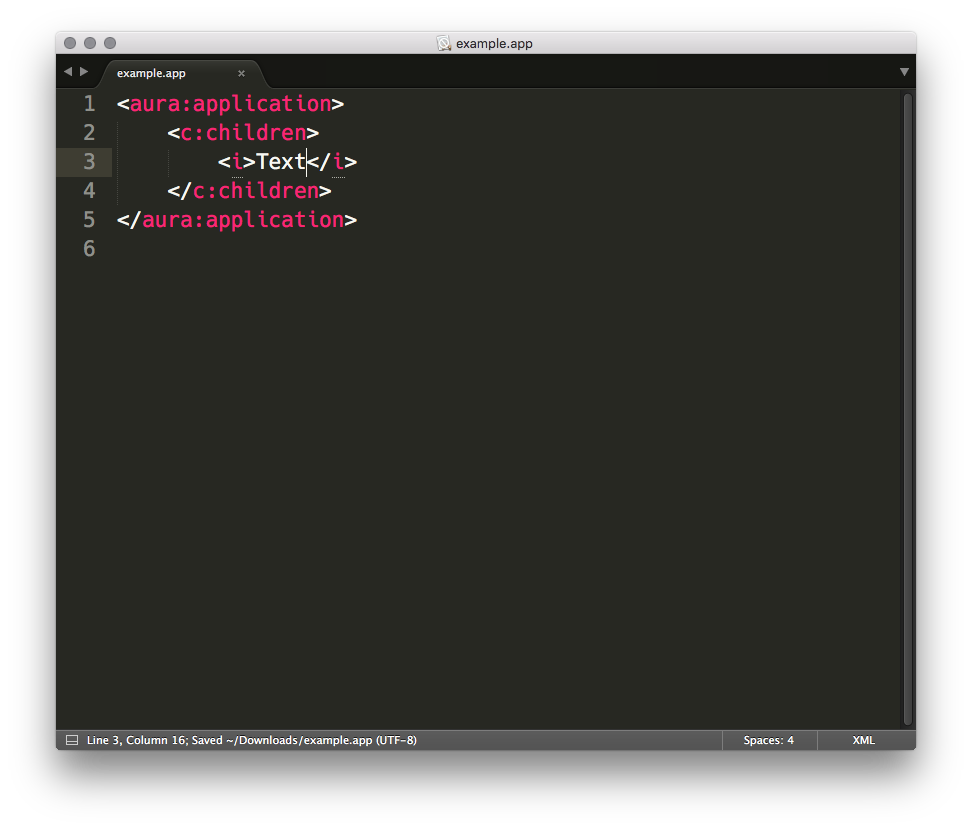 example.app
example.app ×
1 <aura:application>
2     <c:children>
3         <i>Text</i>
4     </c:children>
5 </aura:application>
6
Line 3, Column 16; Saved ~/Downloads/example.app (UTF-8) Spaces: 4 XML